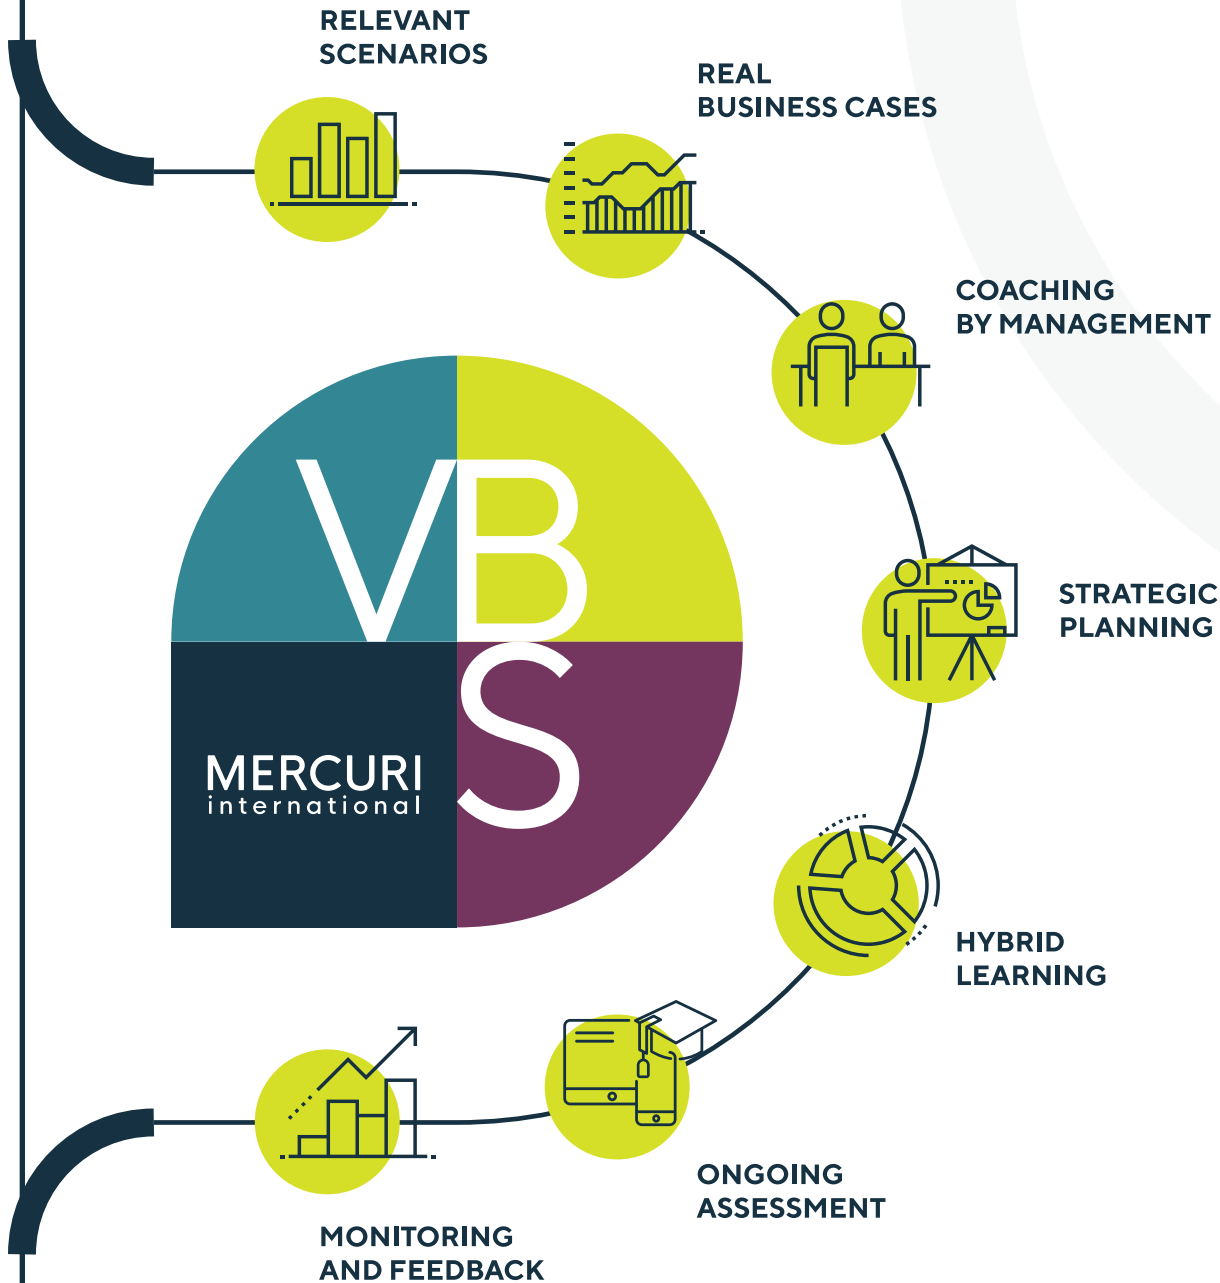 RELEVANT
SCENARIOS
REAL
BUSINESS CASES
COACHING
BY MANAGEMENT
VB
S
STRATEGIC
PLANNING
MERCURI
international
HYBRID
LEARNING
ONGOING
ASSESSMENT
MONITORING
AND FEEDBACK